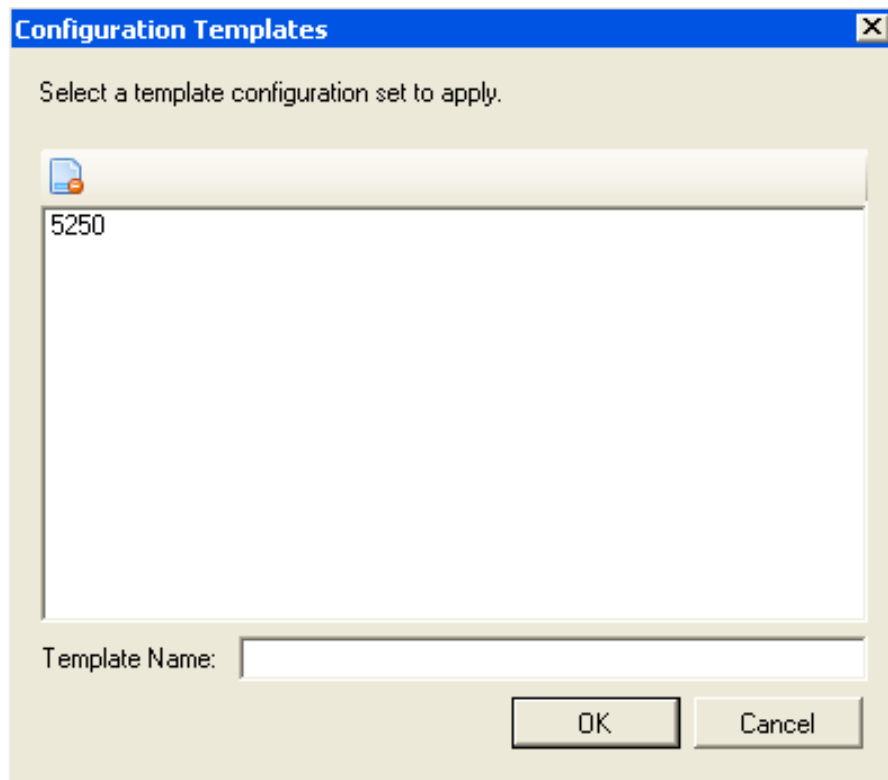 Configuration Templates
Select a template configuration set to apply.
5250
Template Name:
OK Cancel